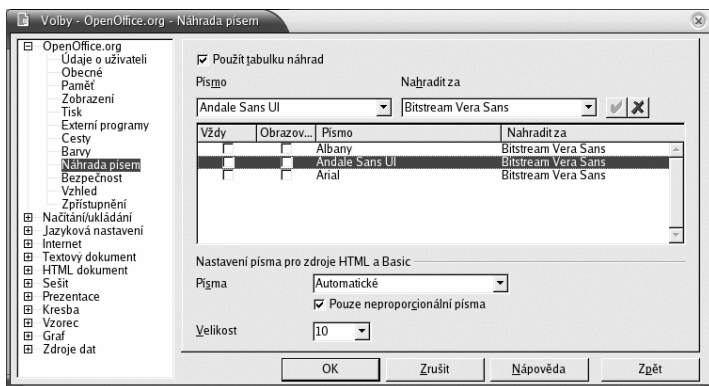 Volby - OpenOffice.org - Náhrada písem
OpenOffice.org
Údaje o uživateli
Obecné
Paměť
Zobrazení
Tisk
Externí programy
Cesty
Barvy
Náhrada písem
Bezpečnost
Vzhled
Zpřístupnění
Načítání/ukládání
Jazyková nastavení
Internet
Textový dokument
HTML dokument
Sešit
Prezentace
Kresba
Vzorec
Graf
Zdroje dat
Použít tabulku náhrad
Písmo Nahradit za
Andale Sans UI Bitstream Vera Sans
Vždy Obrazov... Písmo Nahradit za
Albany Bitstream Vera Sans
Andale Sans UI Bitstream Vera Sans
Arial Bitstream Vera Sans
Nastavení písma pro zdroje HTML a Basic
Písma Automatické
Pouze neproporcionální písma
Velikost 10
OK Zrušit Nápověda Zpět